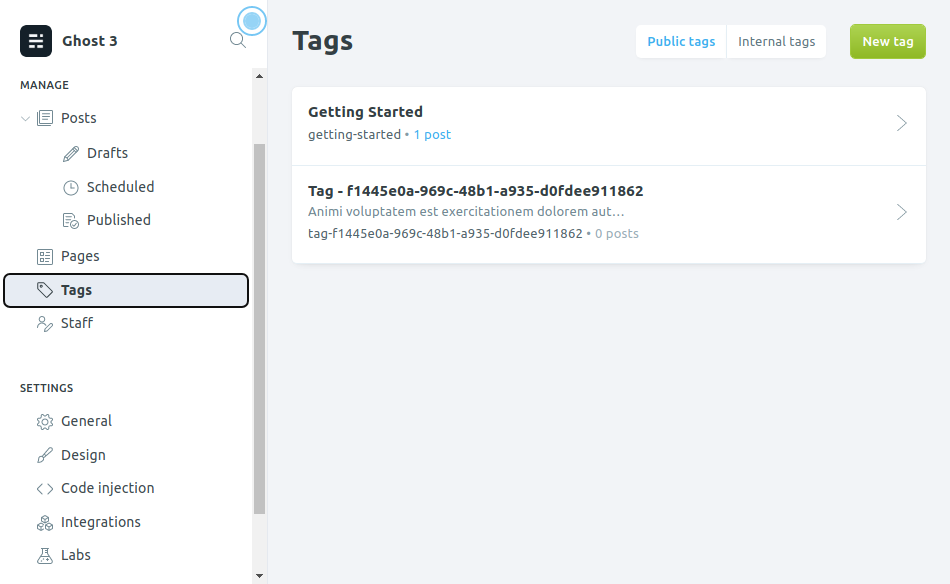 Ghost 3
MANAGE
Posts
Drafts
Scheduled
Published
Pages
Tags
Staff
SETTINGS
General
Design
Code injection
Integrations
Labs
Tags
Public tags
Internal tags
New tag
Getting Started
getting-started • 1 post
Tag - f1445e0a-969c-48b1-a935-d0fdee911862
Animi voluptatem est exercitationem dolorem aut...
tag-f1445e0a-969c-48b1-a935-d0fdee911862 • 0 posts